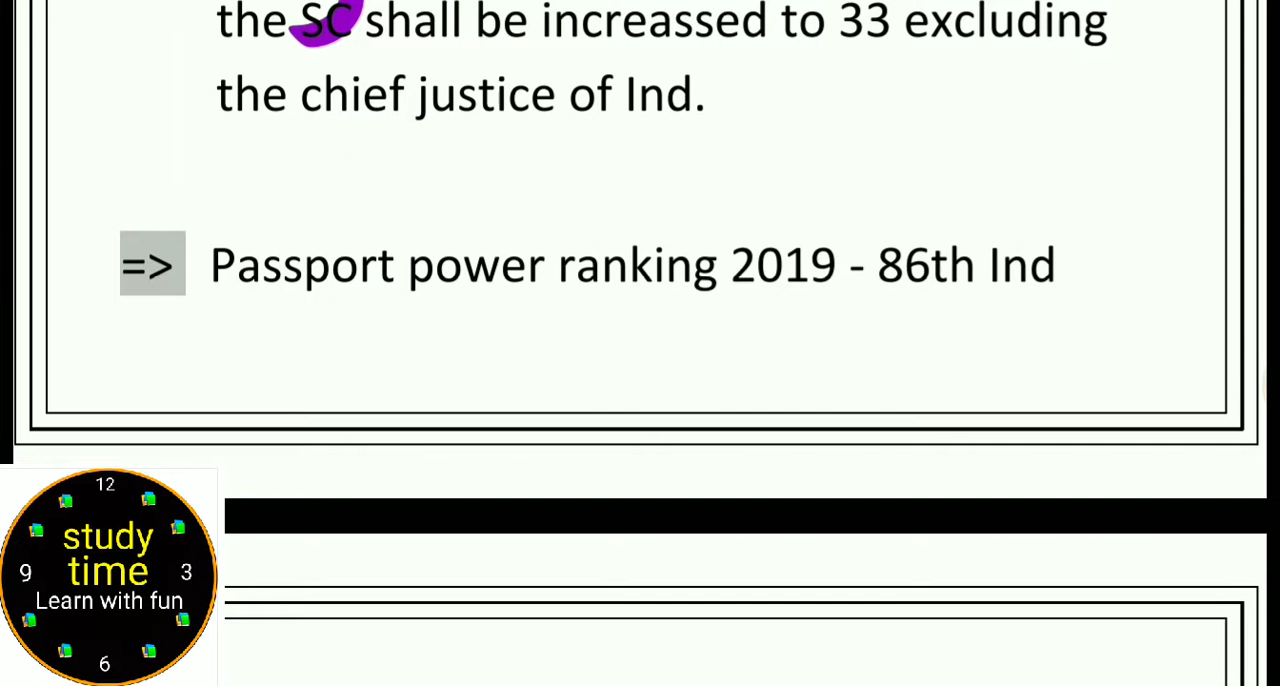 the SC shall be increassed to 33 excluding
the chief justice of Ind.
=> Passport power ranking 2019 - 86th Ind
12
study
9 time 3
Learn with fun
6